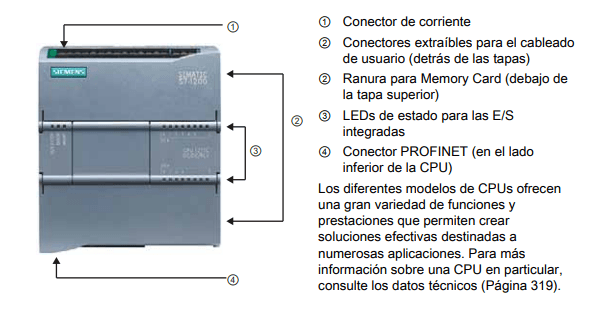 ①
① Conector de corriente
② Conectores extraíbles para el cableado
de usuario (detrás de las tapas)
② Ranura para Memory Card (debajo de
la tapa superior)
③ LEDs de estado para las E/S
integradas
④ Conector PROFINET (en el lado
inferior de la CPU)
Los diferentes modelos de CPUs ofrecen
una gran variedad de funciones y
prestaciones que permiten crear
soluciones efectivas destinadas a
numerosas aplicaciones. Para más
información sobre una CPU en particular,
consulte los datos técnicos (Página 319).
SIEMENS
SIMATIC
S7-1200
②
③
④